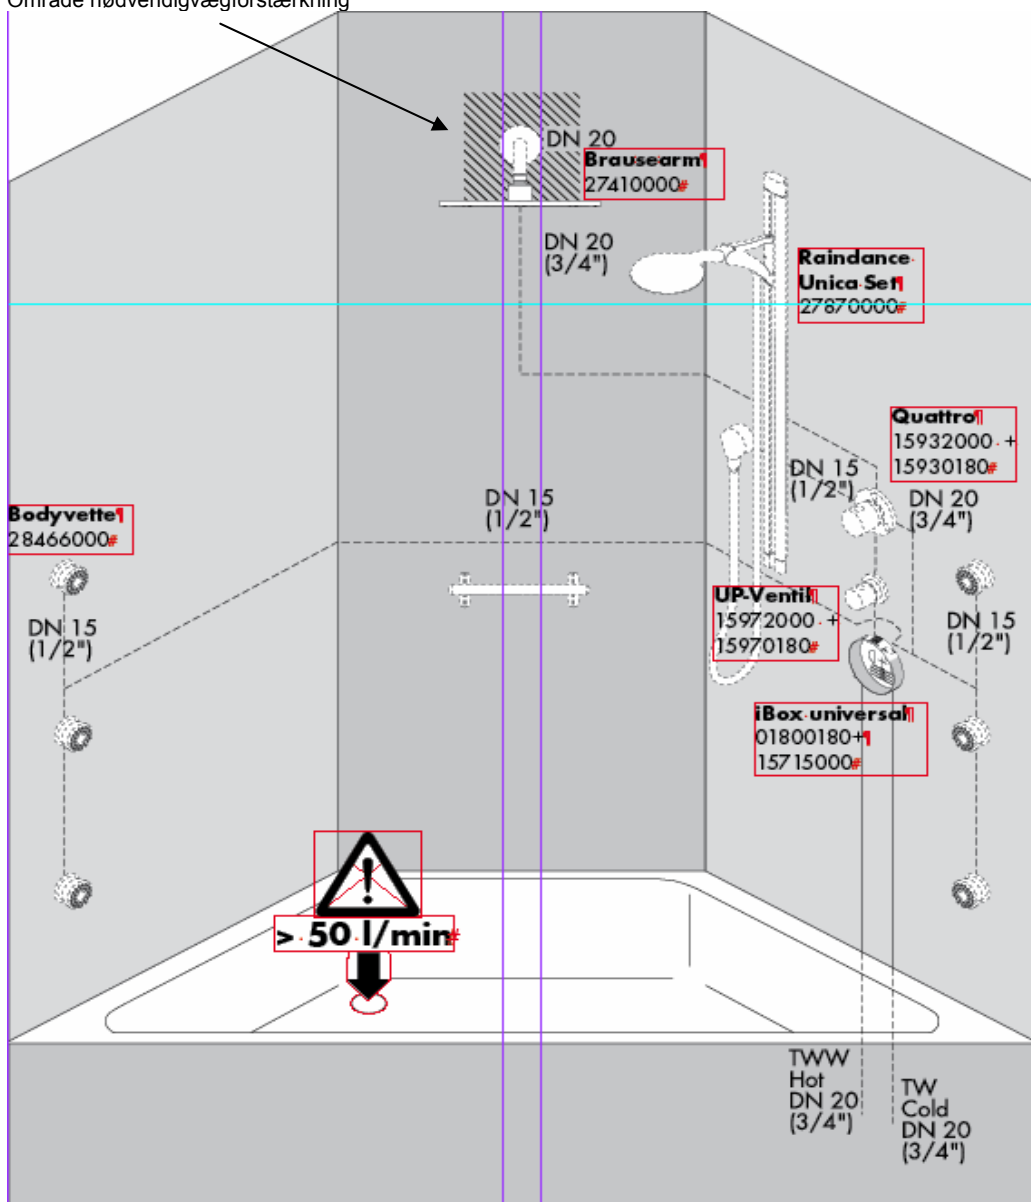 Område nødvendigvægforstærkning
DN 20
Brausearm¶
27410000#
DN 20
(3/4")
Raindance·
Unica·Set¶
27870000#
Quattro¶
15932000·+
15930180#
DN 15
(1/2")
DN 20
(3/4")
DN 15
(1/2")
Bodyvette¶
28466000#
DN 15
(1/2")
UP-Ventil¶
15972000·+
15970180#
DN 15
(1/2")
iBox·universal¶
01800180+¶
15715000#
>·50·l/min#
TWW
Hot
DN 20
(3/4")
TW
Cold
DN 20
(3/4")